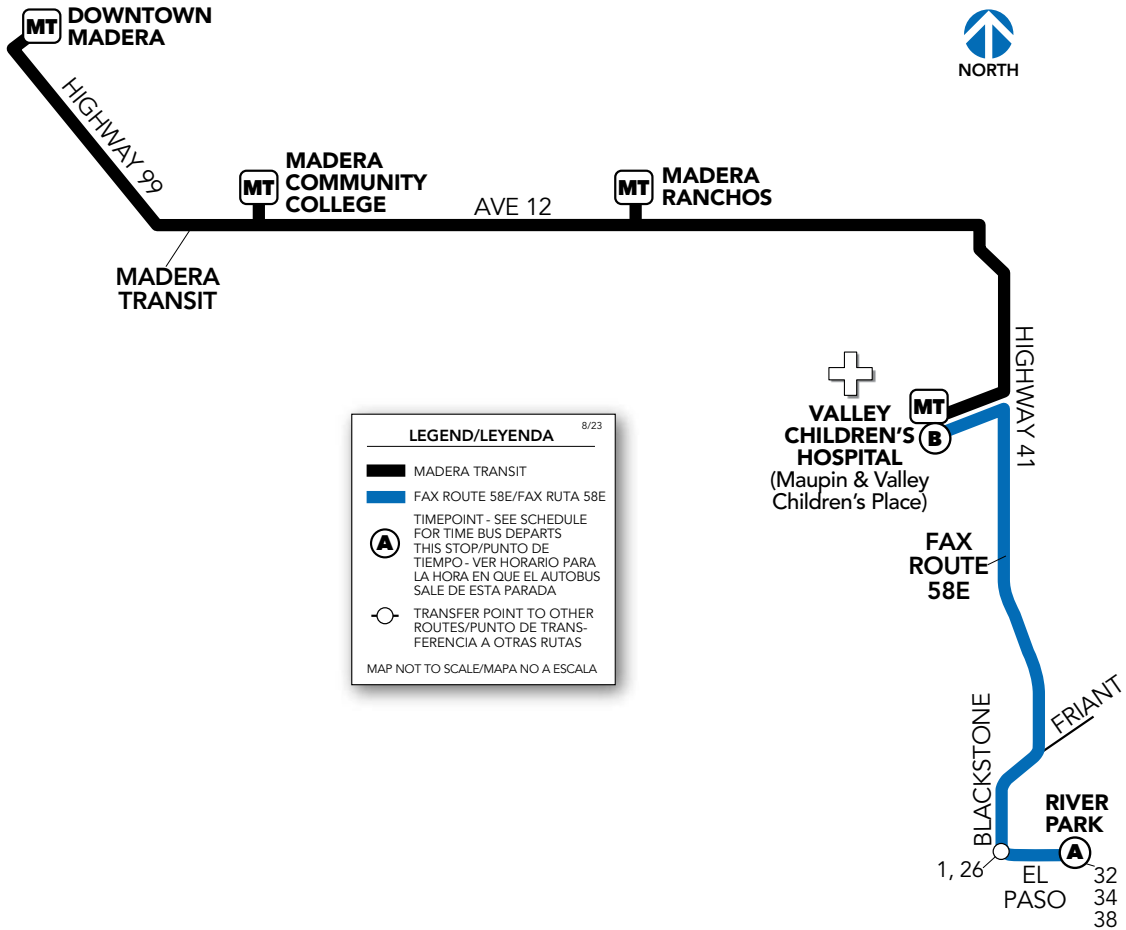 MT DOWNTOWN
MADERA
NORTH
HIGHWAY 99
MT MADERA
COMMUNITY
COLLEGE
AVE 12
MT MADERA
RANCHOS
MADERA
TRANSIT
HIGHWAY 41
MT
B
VALLEY
CHILDREN'S
HOSPITAL
(Maupin & Valley
Children's Place)
LEGEND/LEYENDA
8/23
MADERA TRANSIT
FAX ROUTE 58E/FAX RUTA 58E
A
TIMEPOINT - SEE SCHEDULE
FOR TIME BUS DEPARTS
THIS STOP/PUNTO DE
TIEMPO - VER HORARIO PARA
LA HORA EN QUE EL AUTOBUS
SALE DE ESTA PARADA
TRANSFER POINT TO OTHER
ROUTES/PUNTO DE TRANS-
FERENCIA A OTRAS RUTAS
MAP NOT TO SCALE/MAPA NO A ESCALA
FAX
ROUTE
58E
FRIANT
BLACKSTONE
RIVER
PARK
A
1, 26
EL
PASO
32
34
38